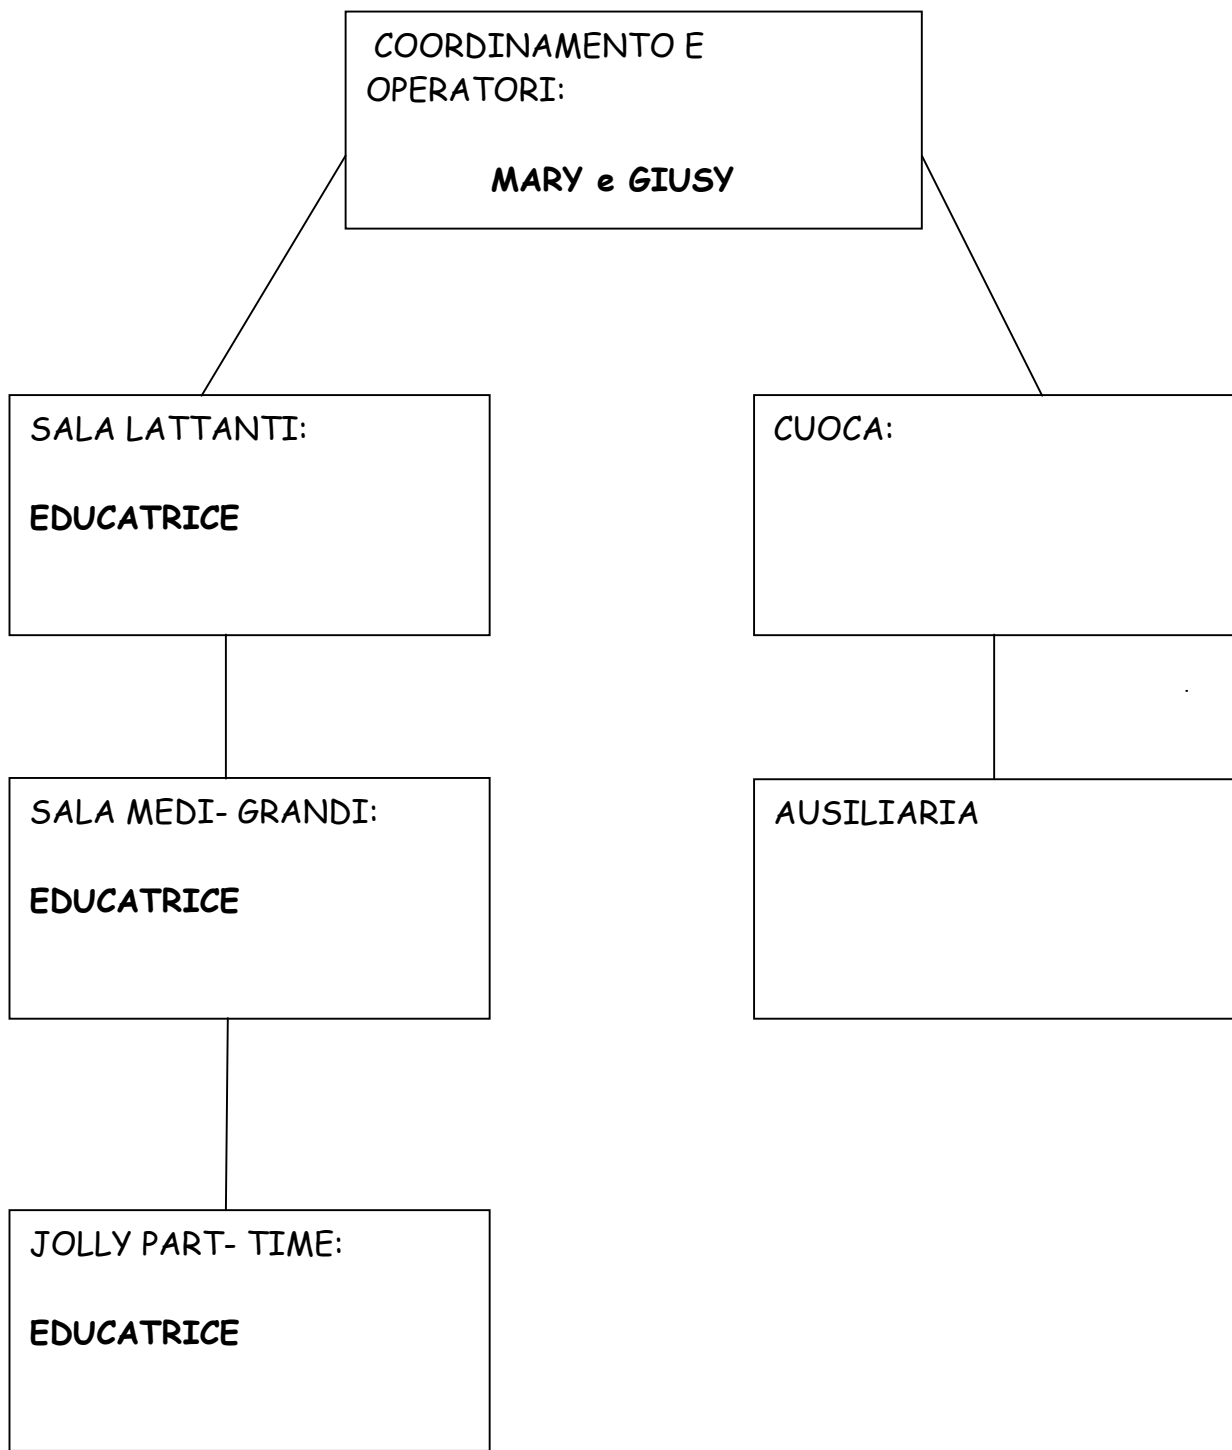 COORDINAMENTO E
OPERATORI:
MARY e GIUSY
SALA LATTANTI:
EDUCATRICE
CUOCA:
SALA MEDI- GRANDI:
EDUCATRICE
AUSILIARIA
JOLLY PART- TIME:
EDUCATRICE